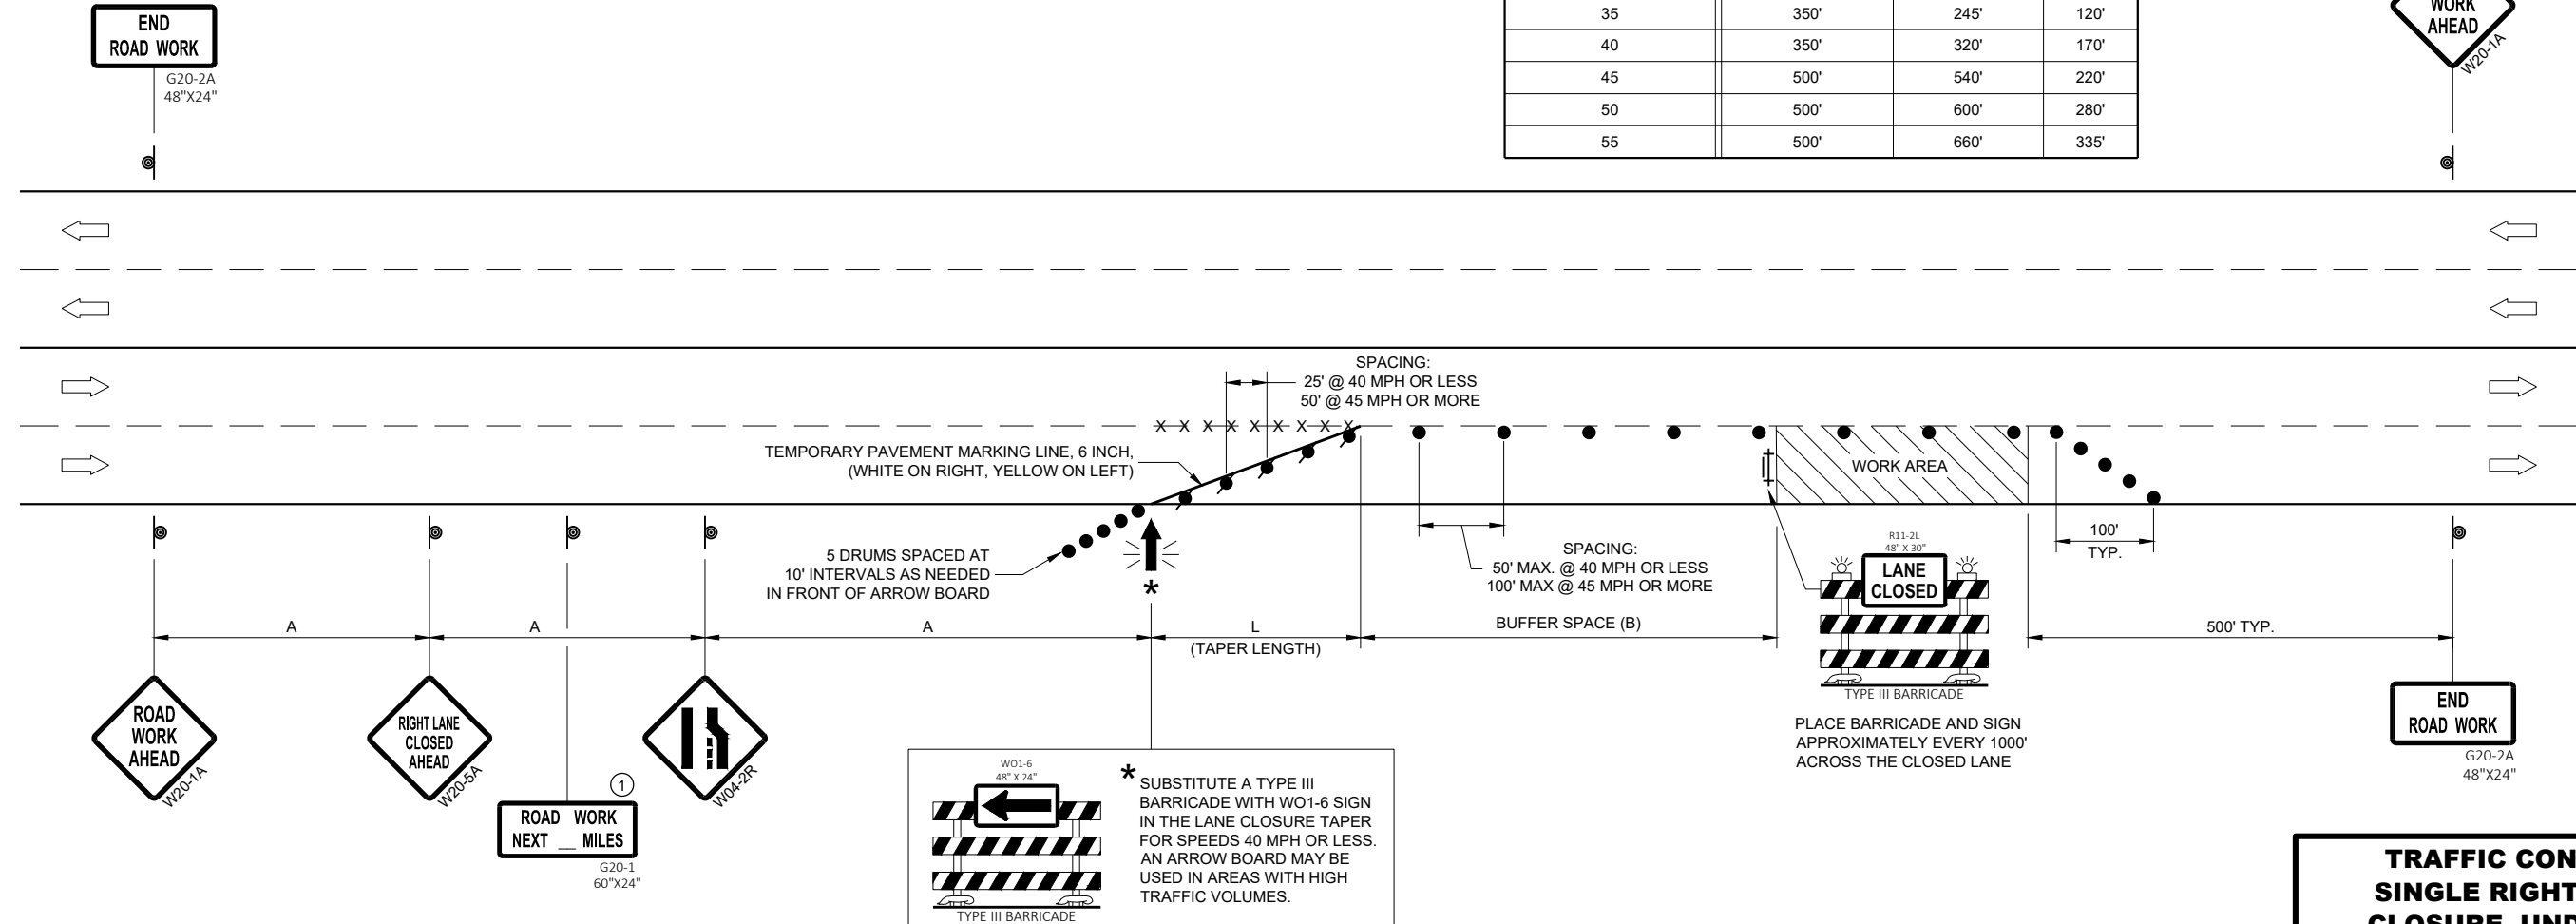 END
ROAD WORK
G20-2A
48"X24"
35 350' 245' 120'
40 350' 320' 170'
45 500' 540' 220'
50 500' 600' 280'
55 500' 660' 335'
WORK
AHEAD
W20-1A
SPACING:
25' @ 40 MPH OR LESS
50' @ 45 MPH OR MORE
X X X X X X X X X
TEMPORARY PAVEMENT MARKING LINE, 6 INCH,
(WHITE ON RIGHT, YELLOW ON LEFT)
WORK AREA
5 DRUMS SPACED AT
10' INTERVALS AS NEEDED
IN FRONT OF ARROW BOARD
*
SPACING:
50' MAX. @ 40 MPH OR LESS
100' MAX @ 45 MPH OR MORE
R11-2L
48" X 30"
LANE
CLOSED
TYPE III BARRICADE
100'
TYP.
A
A
A
L
(TAPER LENGTH)
BUFFER SPACE (B)
500' TYP.
PLACE BARRICADE AND SIGN
APPROXIMATELY EVERY 1000'
ACROSS THE CLOSED LANE
ROAD
WORK
AHEAD
W20-1A
RIGHT LANE
CLOSED
AHEAD
W20-5A
1
ROAD WORK
NEXT __ MILES
G20-1
60"X24"
W04-2R
WO1-6
48" X 24"
TYPE III BARRICADE
* SUBSTITUTE A TYPE III
BARRICADE WITH WO1-6 SIGN
IN THE LANE CLOSURE TAPER
FOR SPEEDS 40 MPH OR LESS.
AN ARROW BOARD MAY BE
USED IN AREAS WITH HIGH
TRAFFIC VOLUMES.
END
ROAD WORK
G20-2A
48"X24"
TRAFFIC CON
SINGLE RIGHT
CLOSURE, UND